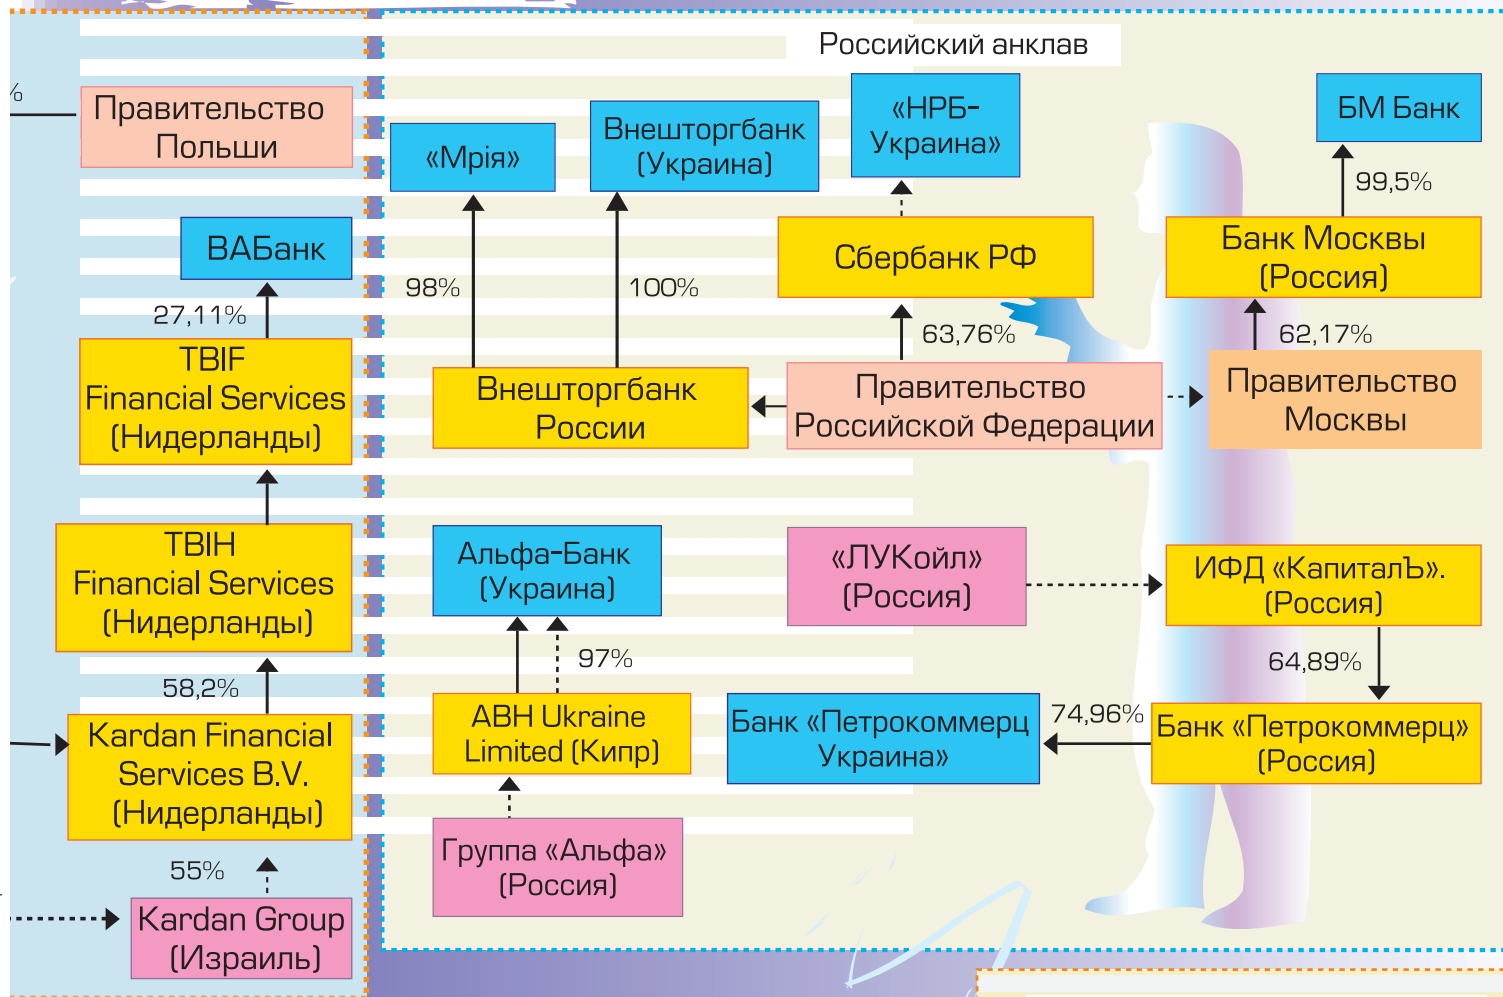 %
Правительство
Польши
ВАБанк
27,11%
TBIF
Financial Services
(Нидерланды)
TBIH
Financial Services
(Нидерланды)
58,2%
Kardan Financial
Services B.V.
(Нидерланды)
55%
Kardan Group
(Израиль)
Российский анклав
«Мрія»
Внешторгбанк
(Украина)
«НРБ-
Украина»
БМ Банк
99,5%
98%
100%
Сбербанк РФ
Банк Москвы
(Россия)
63,76%
62,17%
Внешторгбанк
России
Правительство
Российской Федерации
Правительство
Москвы
Альфа-Банк
(Украина)
«ЛУКойл»
(Россия)
ИФД «КапиталЪ».
(Россия)
97%
64,89%
ABH Ukraine
Limited (Кипр)
Банк «Петрокоммерц
Украина»
74,96%
Банк «Петрокоммерц»
(Россия)
Группа «Альфа»
(Россия)